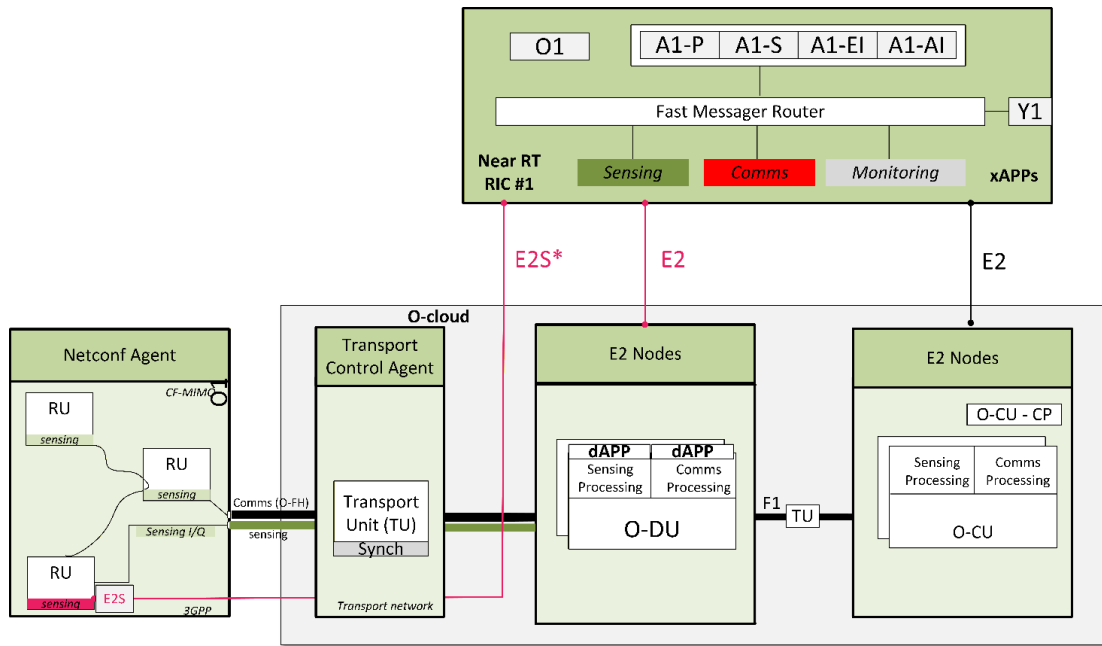 O1
A1-P A1-S A1-EI A1-AI
Fast Messager Router
Y1
Near RT
RIC #1
Sensing
Comms
Monitoring
xAPPs
E2S*
E2
E2
O-cloud
Netconf Agent
CF-MIMO
O1
RU
sensing
RU
sensing
Sensing I/Q
RU
sensing
E2S
3GPP
Comms (O-FH)
sensing
Transport
Control Agent
Transport
Unit (TU)
Synch
Transport network
E2 Nodes
dAPP dAPP
Sensing
Processing
Comms
Processing
O-DU
F1
TU
E2 Nodes
O-CU - CP
Sensing
Processing
Comms
Processing
O-CU